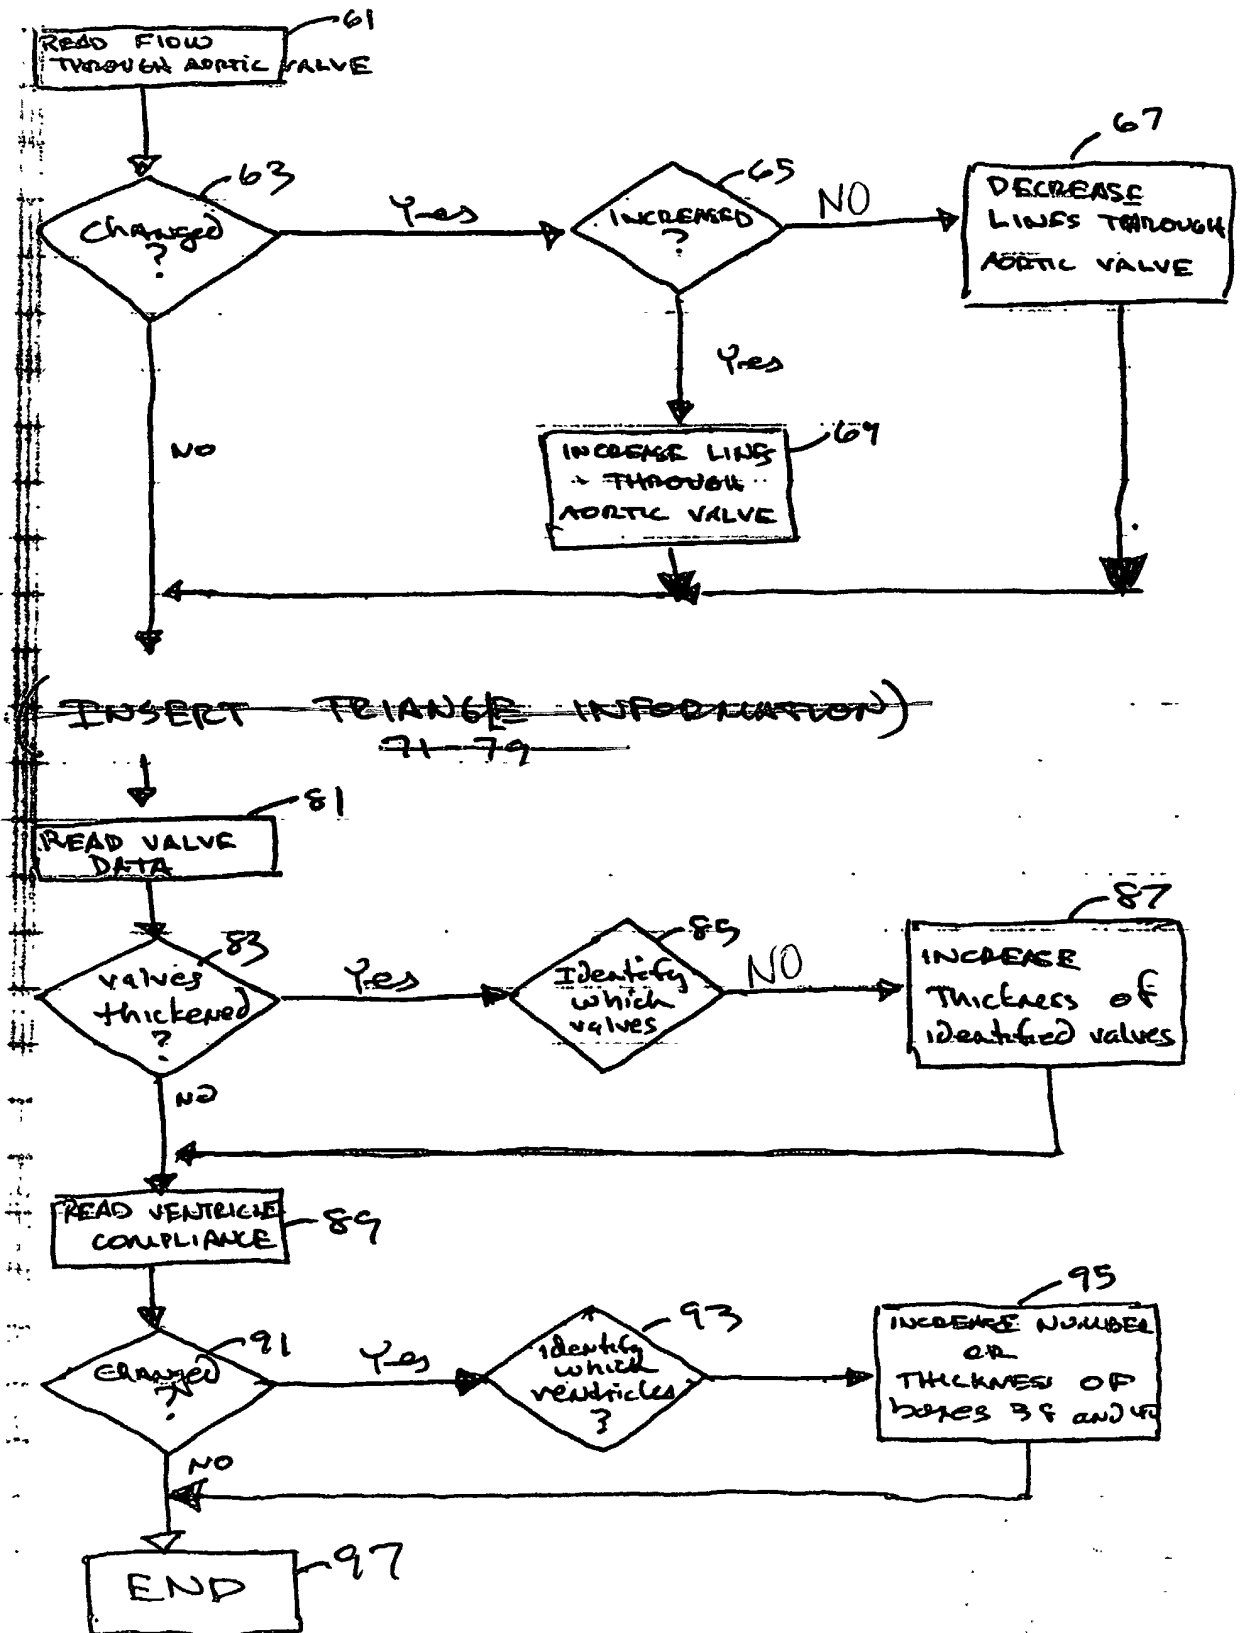 61
READ FLOW
THROUGH AORTIC VALVE
63
Changed
?
Yes
65
INCREASED
?
NO
67
DECREASE
LINES THROUGH
AORTIC VALVE
NO
Yes
69
INCREASE LINES
THROUGH
AORTIC VALVE
(INSERT TRIANGLE INFORMATION)
71-79
81
READ VALVE
DATA
83
valves
thickened
?
Yes
85
Identify
which
valves
NO
87
INCREASE
Thickness of
identified valves
NO
READ VENTRICLE
COMPLIANCE
89
91
Changed
?
Yes
93
identify
which
ventricles
?
95
INCREASE NUMBER
OR
THICKNESS OF
boxes 38 and
NO
END
97